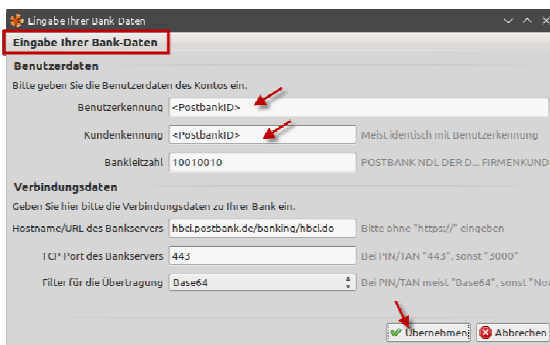 Eingabe Ihrer Bank-Daten
Eingabe Ihrer Bank-Daten
Benutzerdaten
Bitte geben Sie die Benutzerdaten des Kontos ein.
Benutzerkennung <PostbankID>
Kundenkennung <PostbankID> Meist identisch mit Benutzerkennung
Bankleitzahl 10010010 POSTBANK NDL DER D... FIRMENKUND
Verbindungsdaten
Geben Sie hier bitte die Verbindungsdaten zu Ihrer Bank ein.
Hostname/URL des Bankservers hbci.postbank.de/banking/hbci.do Bitte ohne "https://" eingeben
TCP-Port des Bankservers 443 Bei PIN/TAN "443", sonst "3000"
Filter für die Übertragung Base64 Bei PIN/TAN meist "Base64", sonst "Nor
Übernehmen Abbrechen